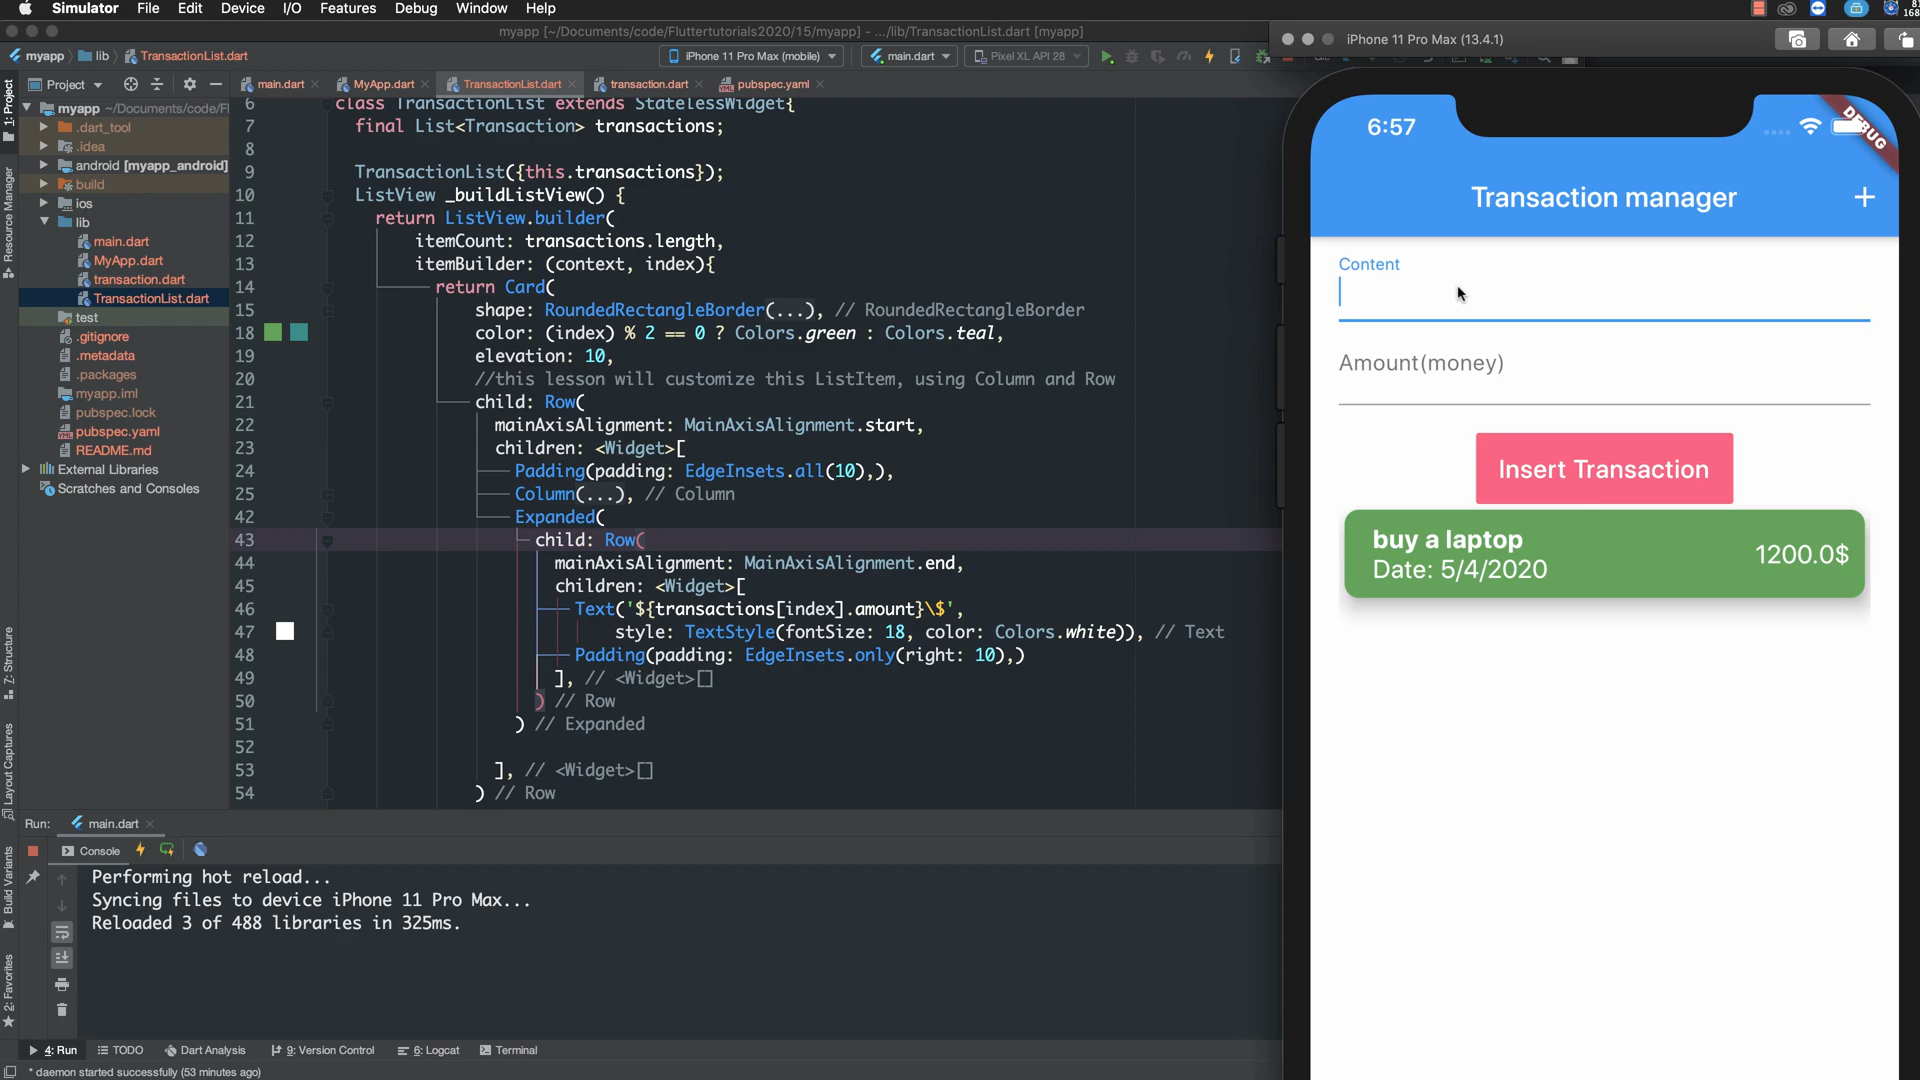 Simulator File Edit Device I/O Features Debug Window Help
myapp [~/Documents/code/Fluttertutorials2020/15/myapp] - .../lib/TransactionList.dart [myapp]
myapp lib TransactionList.dart iPhone 11 Pro Max (mobile) main.dart Pixel XL API 28
Project main.dart MyApp.dart TransactionList.dart transaction.dart pubspec.yaml
1: Project
Resource Manager
7: Structure
Layout Captures
Build Variants
2: Favorites
myapp ~/Documents/code/Fl
.dart_tool
.idea
android [myapp_android]
build
ios
lib
main.dart
MyApp.dart
transaction.dart
TransactionList.dart
test
.gitignore
.metadata
.packages
myapp.iml
pubspec.lock
pubspec.yaml
README.md
External Libraries
Scratches and Consoles
6 class TransactionList extends StatelessWidget{
7 final List<Transaction> transactions;
8
9 TransactionList({this.transactions});
10 ListView _buildListView() {
11 return ListView.builder(
12 itemCount: transactions.length,
13 itemBuilder: (context, index){
14 return Card(
15 shape: RoundedRectangleBorder(...), // RoundedRectangleBorder
18 color: (index) % 2 == 0 ? Colors.green : Colors.teal,
19 elevation: 10,
20 //this lesson will customize this ListItem, using Column and Row
21 child: Row(
22 mainAxisAlignment: MainAxisAlignment.start,
23 children: <Widget>[
24 Padding(padding: EdgeInsets.all(10),),
25 Column(...), // Column
42 Expanded(
43 child: Row(
44 mainAxisAlignment: MainAxisAlignment.end,
45 children: <Widget>[
46 Text('${transactions[index].amount}\$',
47 style: TextStyle(fontSize: 18, color: Colors.white)), // Text
48 Padding(padding: EdgeInsets.only(right: 10),)
49 ], // <Widget>[]
50 ) // Row
51 ) // Expanded
52
53 ], // <Widget>[]
54 ) // Row
Run: main.dart
Console
Performing hot reload...
Syncing files to device iPhone 11 Pro Max...
Reloaded 3 of 488 libraries in 325ms.
4: Run TODO Dart Analysis 9: Version Control 6: Logcat Terminal
* daemon started successfully (53 minutes ago)
iPhone 11 Pro Max (13.4.1)
6:57
DEBUG
Transaction manager +
Content
Amount(money)
Insert Transaction
buy a laptop
Date: 5/4/2020
1200.0$